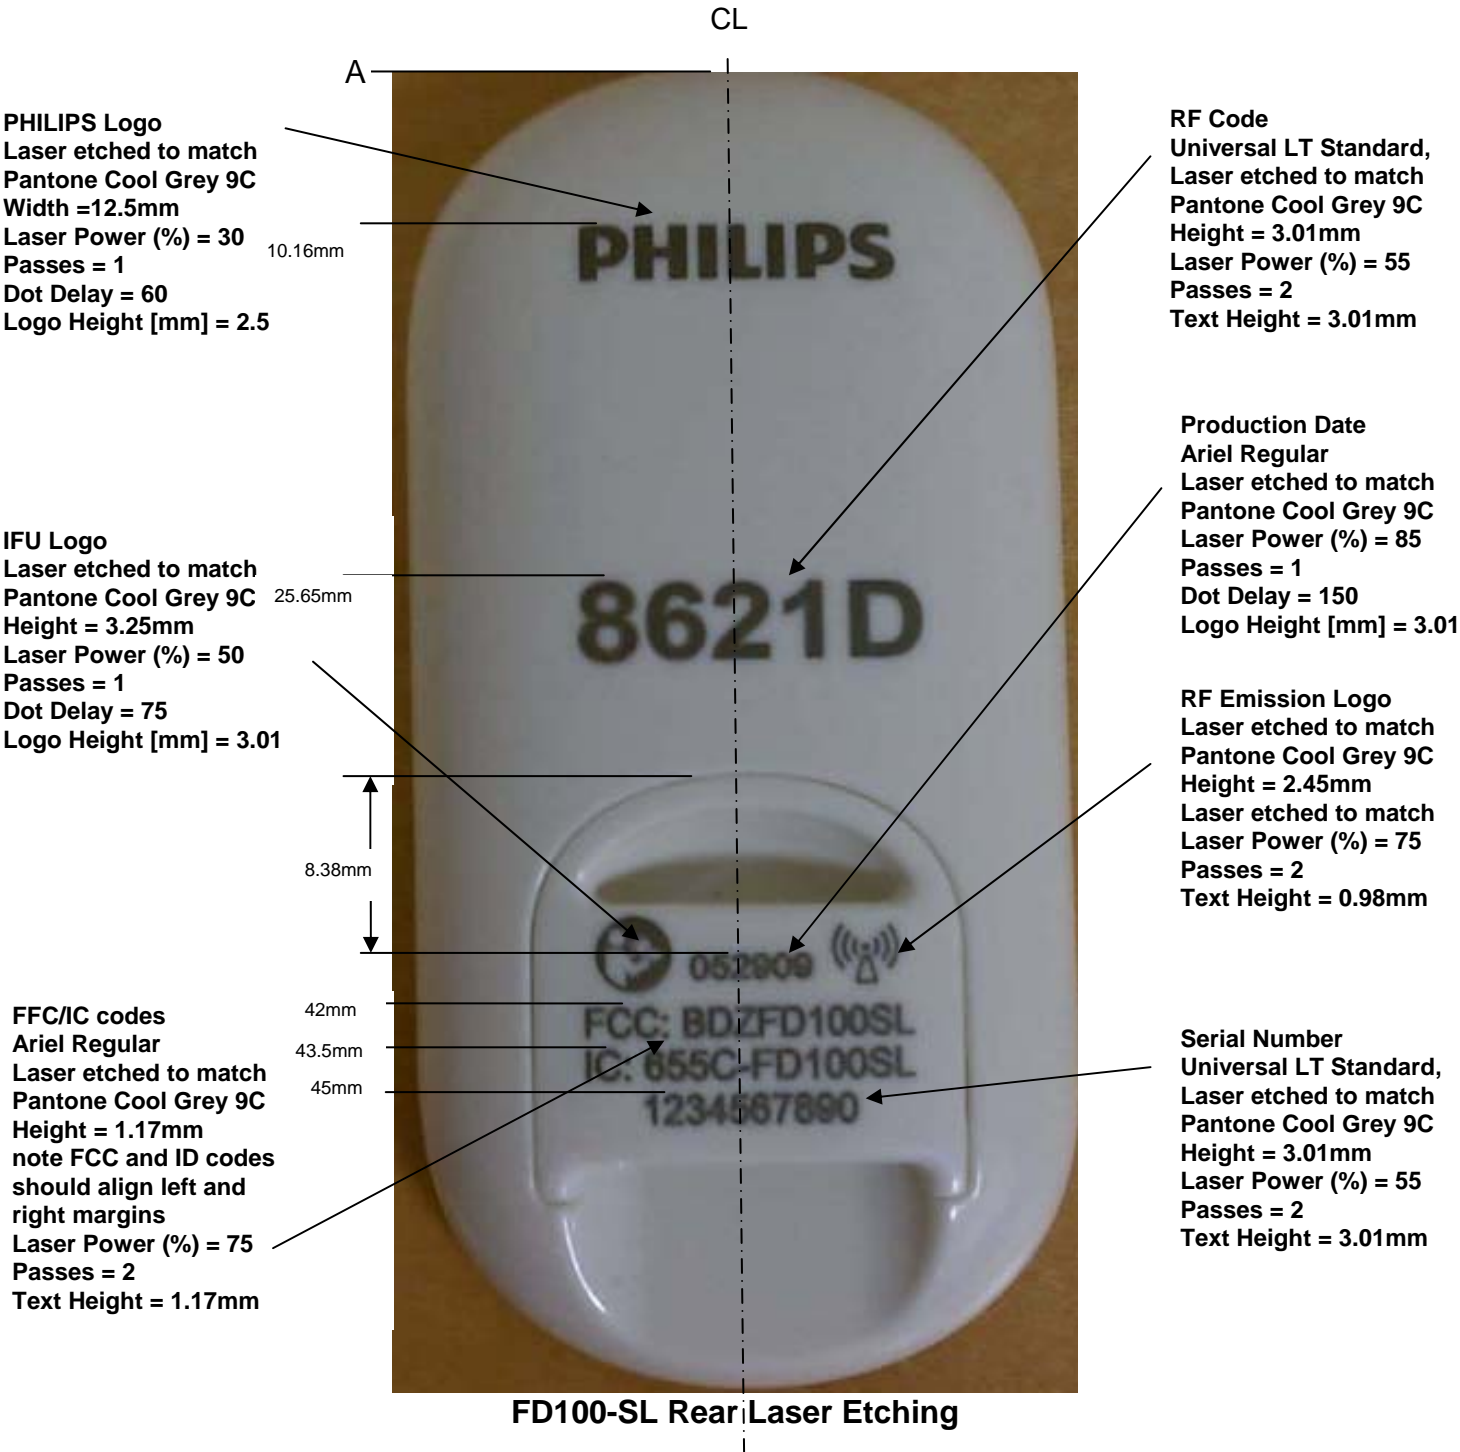 CL
A
PHILIPS Logo
Laser etched to match
Pantone Cool Grey 9C
Width =12.5mm
Laser Power (%) = 30
Passes = 1
Dot Delay = 60
Logo Height [mm] = 2.5
10.16mm
PHILIPS
RF Code
Universal LT Standard,
Laser etched to match
Pantone Cool Grey 9C
Height = 3.01mm
Laser Power (%) = 55
Passes = 2
Text Height = 3.01mm
IFU Logo
Laser etched to match
Pantone Cool Grey 9C
Height = 3.25mm
Laser Power (%) = 50
Passes = 1
Dot Delay = 75
Logo Height [mm] = 3.01
25.65mm
8621D
Production Date
Ariel Regular
Laser etched to match
Pantone Cool Grey 9C
Laser Power (%) = 85
Passes = 1
Dot Delay = 150
Logo Height [mm] = 3.01
RF Emission Logo
Laser etched to match
Pantone Cool Grey 9C
Height = 2.45mm
Laser etched to match
Laser Power (%) = 75
Passes = 2
Text Height = 0.98mm
8.38mm
052909
FFC/IC codes
Ariel Regular
Laser etched to match
Pantone Cool Grey 9C
Height = 1.17mm
note FCC and ID codes
should align left and
right margins
Laser Power (%) = 75
Passes = 2
Text Height = 1.17mm
42mm
43.5mm
45mm
FCC: BDZFD100SL
IC: 655C-FD100SL
1234567890
Serial Number
Universal LT Standard,
Laser etched to match
Pantone Cool Grey 9C
Height = 3.01mm
Laser Power (%) = 55
Passes = 2
Text Height = 3.01mm
FD100-SL Rear Laser Etching